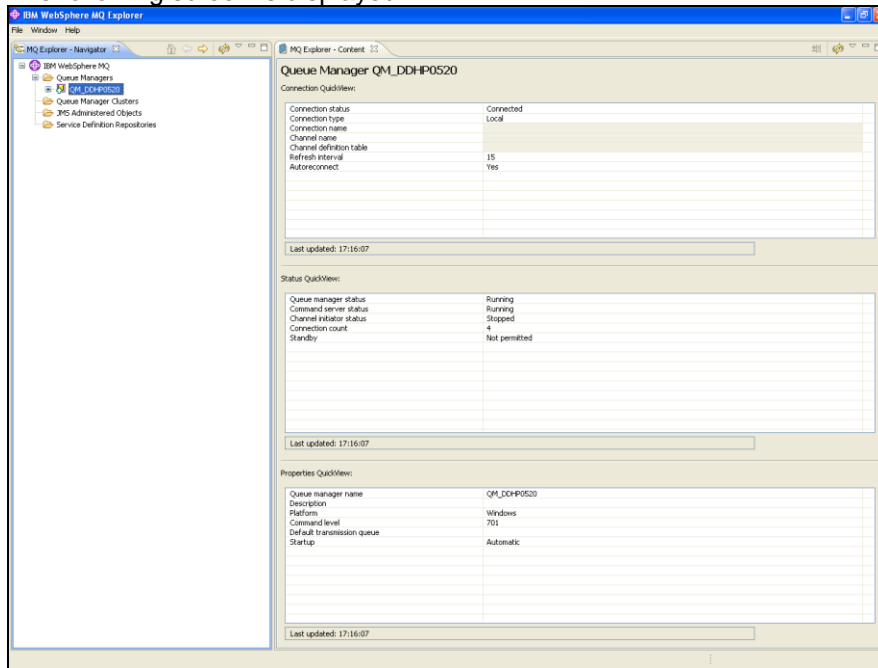 IBM WebSphere MQ Explorer
File Window Help
MQ Explorer - Navigator
IBM WebSphere MQ
Queue Managers
QM_DDHP0520
Queue Manager Clusters
JMS Administered Objects
Service Definition Repositories
MQ Explorer - Content
Queue Manager QM_DDHP0520
Connection QuickView:
Connection status Connected
Connection type Local
Connection name
Channel name
Channel definition table
Refresh interval 15
Autoreconnect Yes
Last updated: 17:16:07
Status QuickView:
Queue manager status Running
Command server status Running
Channel initiator status Stopped
Connection count 4
Standby Not permitted
Last updated: 17:16:07
Properties QuickView:
Queue manager name QM_DDHP0520
Description
Platform Windows
Command level 701
Default transmission queue
Startup Automatic
Last updated: 17:16:07